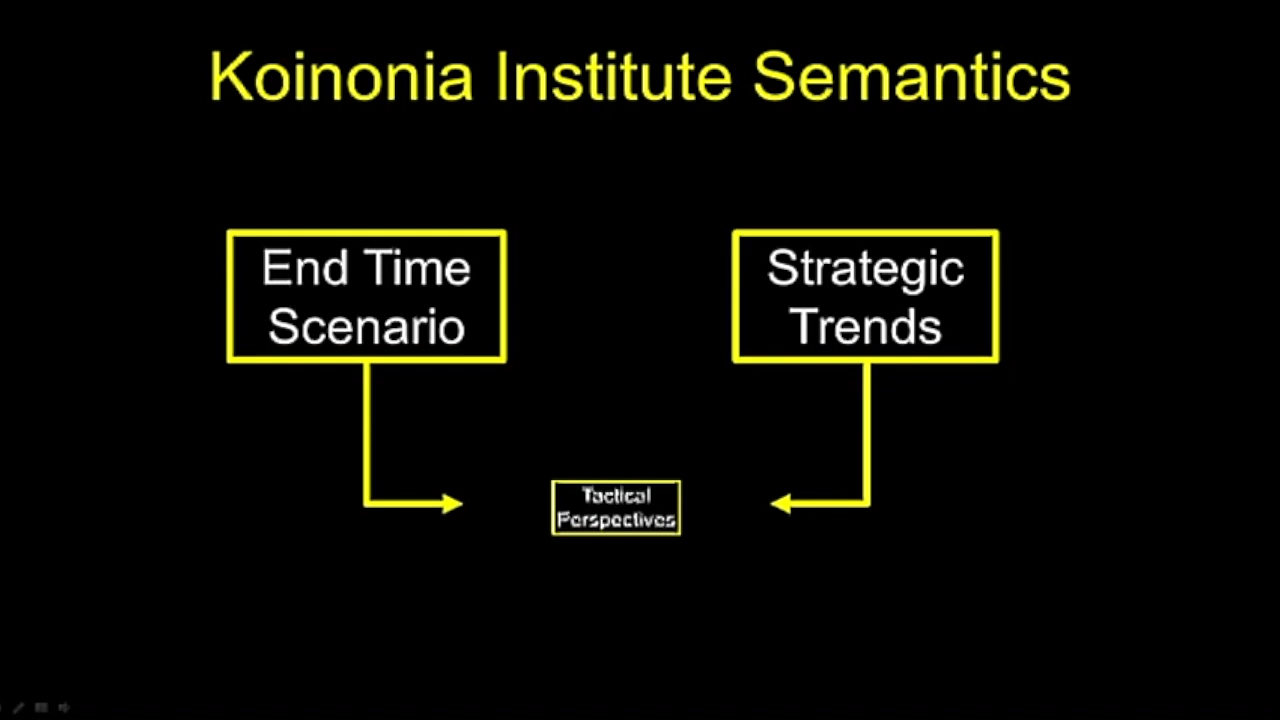 Koinonia Institute Semantics
End Time
Scenario
Strategic
Trends
Tactical
Perspectives